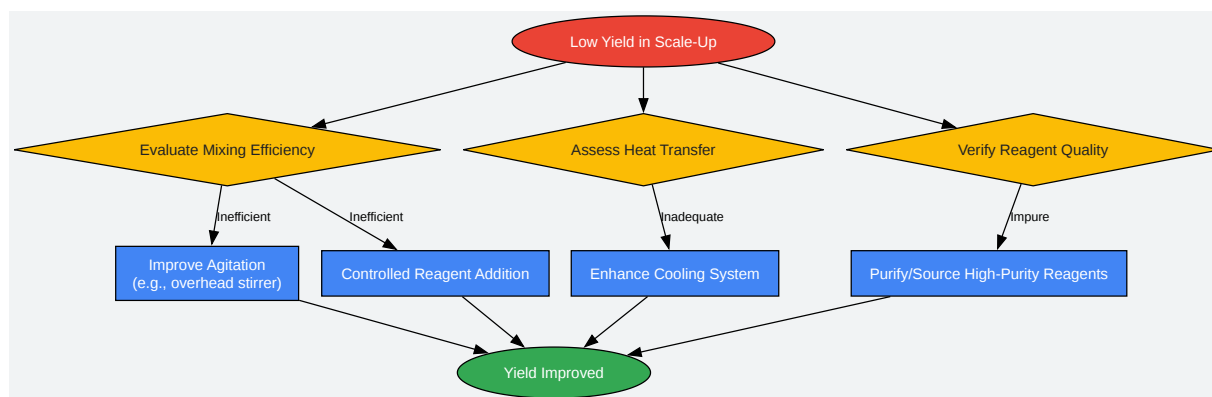 Low Yield in Scale-Up
Evaluate Mixing Efficiency
Assess Heat Transfer
Verify Reagent Quality
Inefficient
Inefficient
Inadequate
Impure
Improve Agitation
(e.g., overhead stirrer)
Controlled Reagent Addition
Enhance Cooling System
Purify/Source High-Purity Reagents
Yield Improved